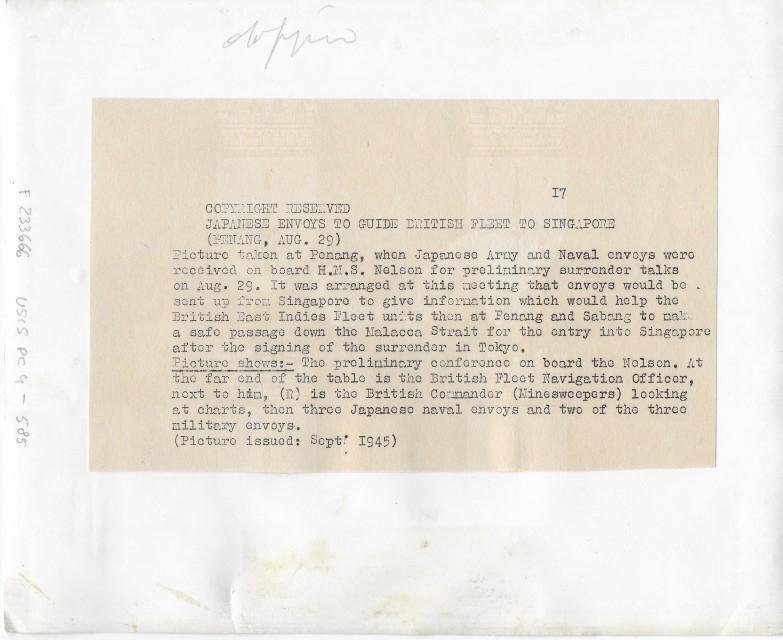 17
COPYRIGHT RESERVED
JAPANESE ENVOYS TO GUIDE BRITISH FLEET TO SINGAPORE
(PENANG, AUG. 29)
Picture taken at Penang, when Japanese Army and Naval envoys were
received on board H.M.S. Nelson for preliminary surrender talks
on Aug. 29. It was arranged at this meeting that envoys would be
sent up from Singapore to give information which would help the
British East Indies Fleet units then at Penang and Sabang to make
a safe passage down the Malacca Strait for the entry into Singapore
after the signing of the surrender in Tokyo.
Picture shows:- The preliminary conference on board the Nelson. At
the far end of the table is the British Fleet Navigation Officer,
next to him, (R) is the British Commander (Minesweepers) looking
at charts, then three Japanese naval envoys and two of the three
military envoys.
(Picture issued: Sept. 1945)
F 233666 USIS PC 9 - 585